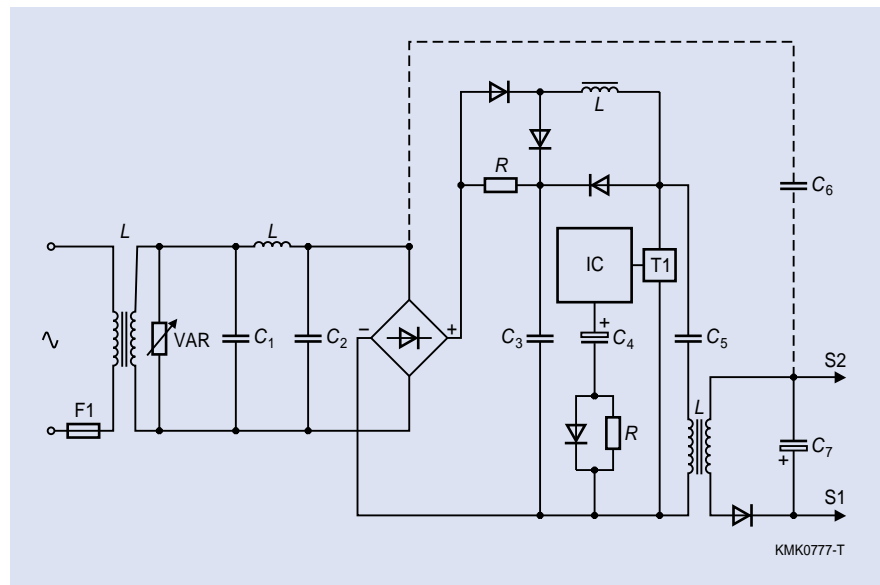 L
R
C6
L
L
IC
T1
VAR
C1
C2
−
+
C3
+
C4
C5
S2
F1
R
L
C7
+
S1
KMK0777-T